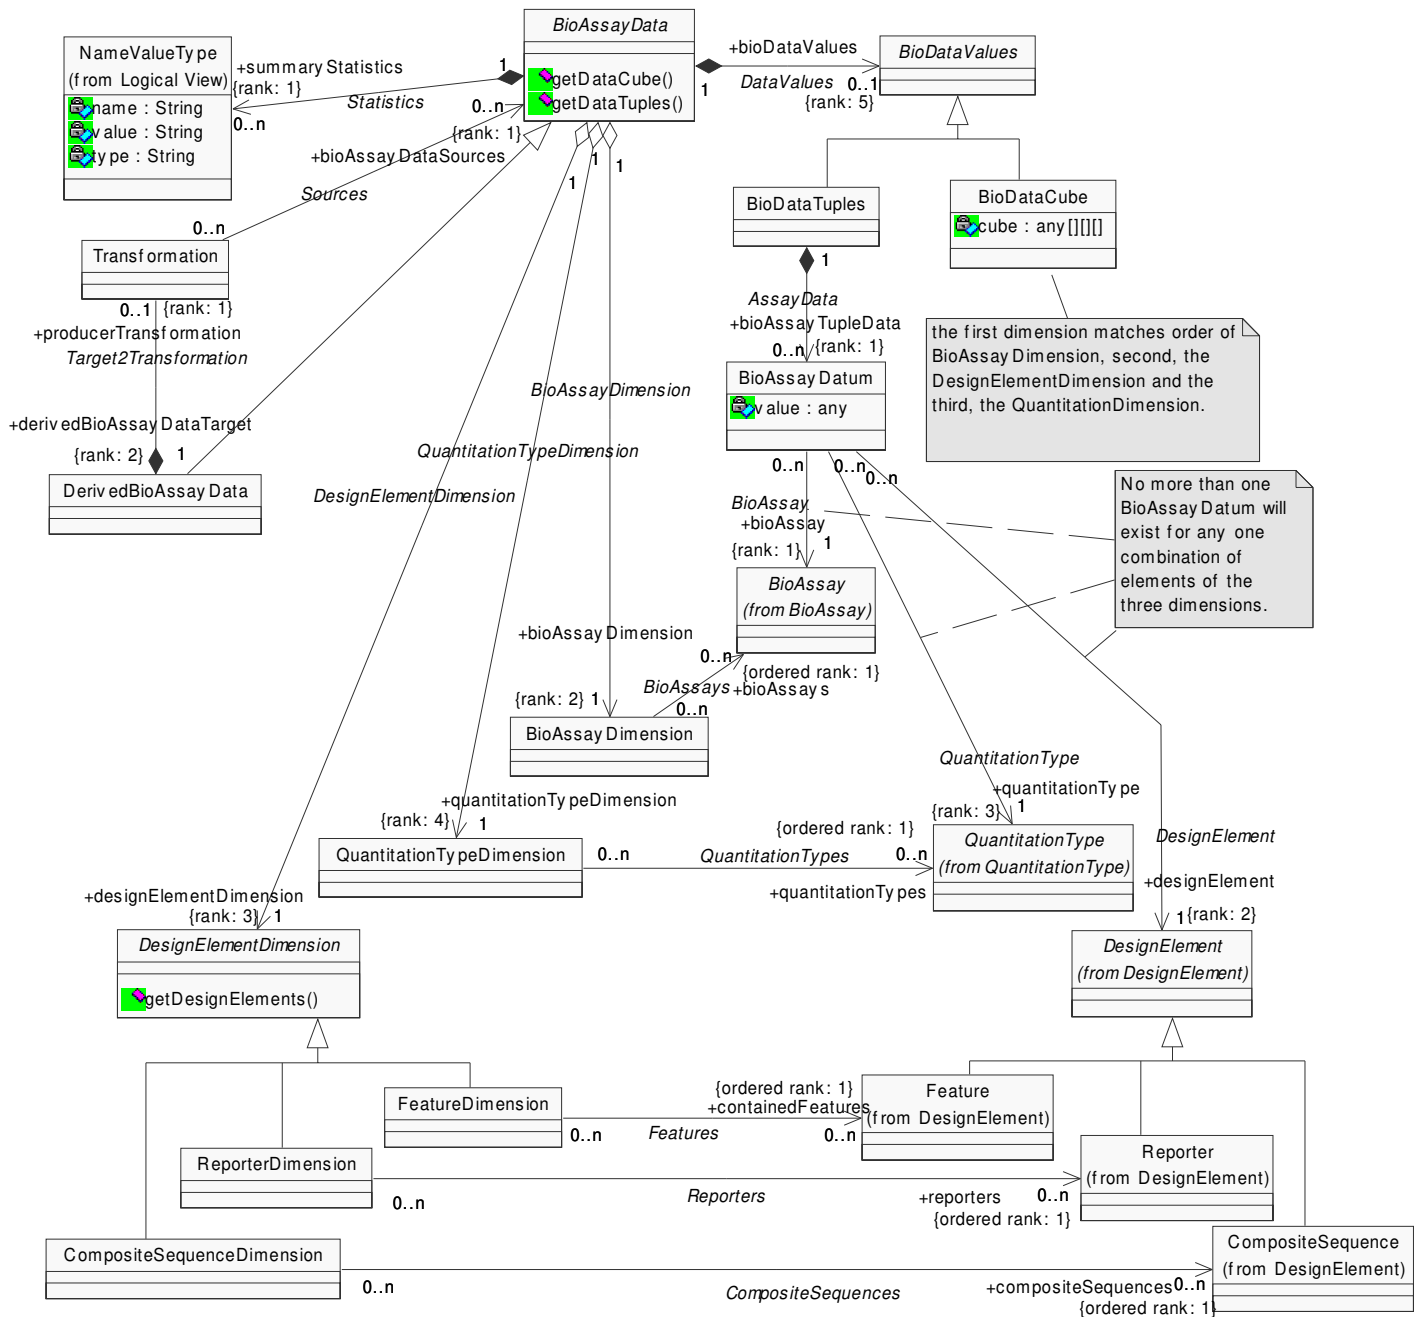 BioAssayData
getDataCube()
getDataTuples()
NameValueType
(from Logical View)
name : String
value : String
type : String
+summaryStatistics
{rank: 1}
0..n
Statistics
1
+bioDataValues
1
DataValues
0..1
{rank: 5}
BioDataValues
0..n
{rank: 1}
+bioAssayDataSources
Sources
0..n
1
1
1
Transformation
0..1
{rank: 1}
+producerTransformation
Target2Transformation
+derivedBioAssayDataTarget
{rank: 2}
1
DerivedBioAssayData
BioDataTuples
1
BioDataCube
cube : any[][][]
AssayData
+bioAssayTupleData
0..n
{rank: 1}
the first dimension matches order of
BioAssayDimension, second, the
DesignElementDimension and the
third, the QuantitationDimension.
BioAssayDatum
value : any
0..n
0..n
0..n
BioAssayDimension
QuantitationTypeDimension
DesignElementDimension
BioAssay
+bioAssay
1
{rank: 1}
No more than one
BioAssayDatum will
exist for any one
combination of
elements of the
three dimensions.
BioAssay
(from BioAssay)
+bioAssayDimension
0..n
{ordered rank: 1}
BioAssays
+bioAssays
{rank: 2}
1
0..n
BioAssayDimension
QuantitationType
+quantitationType
{rank: 3}
1
+quantitationTypeDimension
{rank: 4}
1
QuantitationTypeDimension
0..n
QuantitationTypes
{ordered rank: 1}
0..n
+quantitationTypes
QuantitationType
(from QuantitationType)
DesignElement
+designElement
1
{rank: 2}
+designElementDimension
{rank: 3}
1
DesignElementDimension
getDesignElements()
DesignElement
(from DesignElement)
FeatureDimension
0..n
Features
{ordered rank: 1}
+containedFeatures
0..n
Feature
(from DesignElement)
ReporterDimension
0..n
Reporters
+reporters
0..n
{ordered rank: 1}
Reporter
(from DesignElement)
CompositeSequenceDimension
0..n
CompositeSequences
+compositeSequences
0..n
{ordered rank: 1}
CompositeSequence
(from DesignElement)